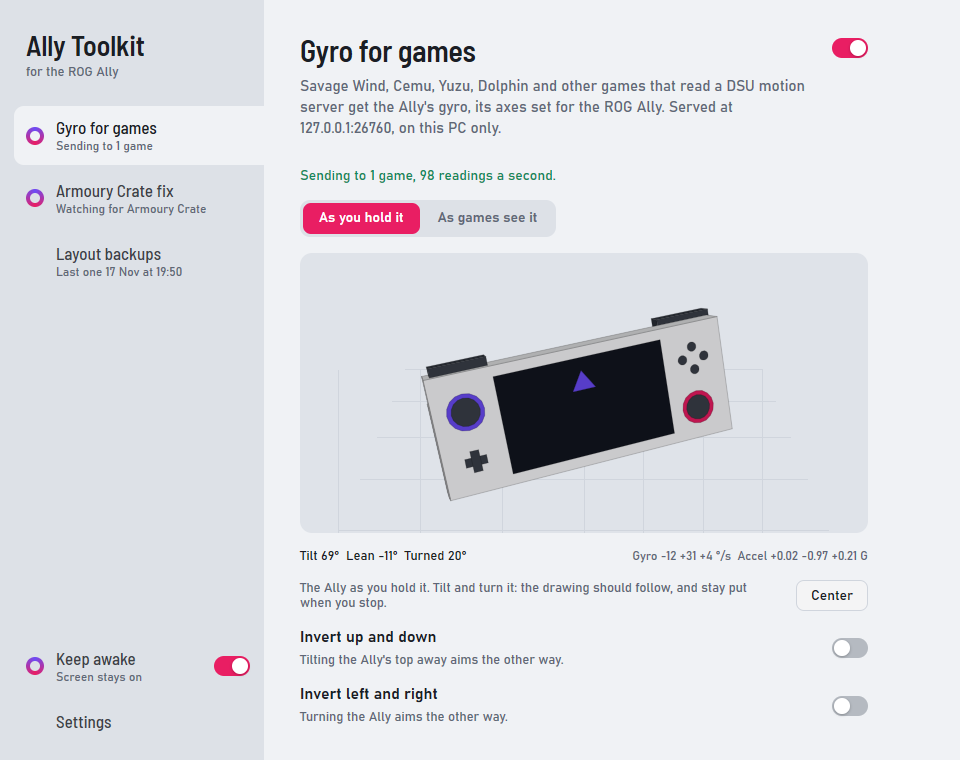 Ally Toolkit
for the ROG Ally
Gyro for games
Sending to 1 game
Armoury Crate fix
Watching for Armoury Crate
Layout backups
Last one 17 Nov at 19:50
Keep awake
Screen stays on
Settings
Gyro for games
Savage Wind, Cemu, Yuzu, Dolphin and other games that read a DSU motion
server get the Ally's gyro, its axes set for the ROG Ally. Served at
127.0.0.1:26760, on this PC only.
Sending to 1 game, 98 readings a second.
As you hold it
As games see it
Tilt 69° Lean -11° Turned 20°
Gyro -12 +31 +4 °/s Accel +0.02 -0.97 +0.21 G
The Ally as you hold it. Tilt and turn it: the drawing should follow, and stay put
when you stop.
Center
Invert up and down
Tilting the Ally's top away aims the other way.
Invert left and right
Turning the Ally aims the other way.